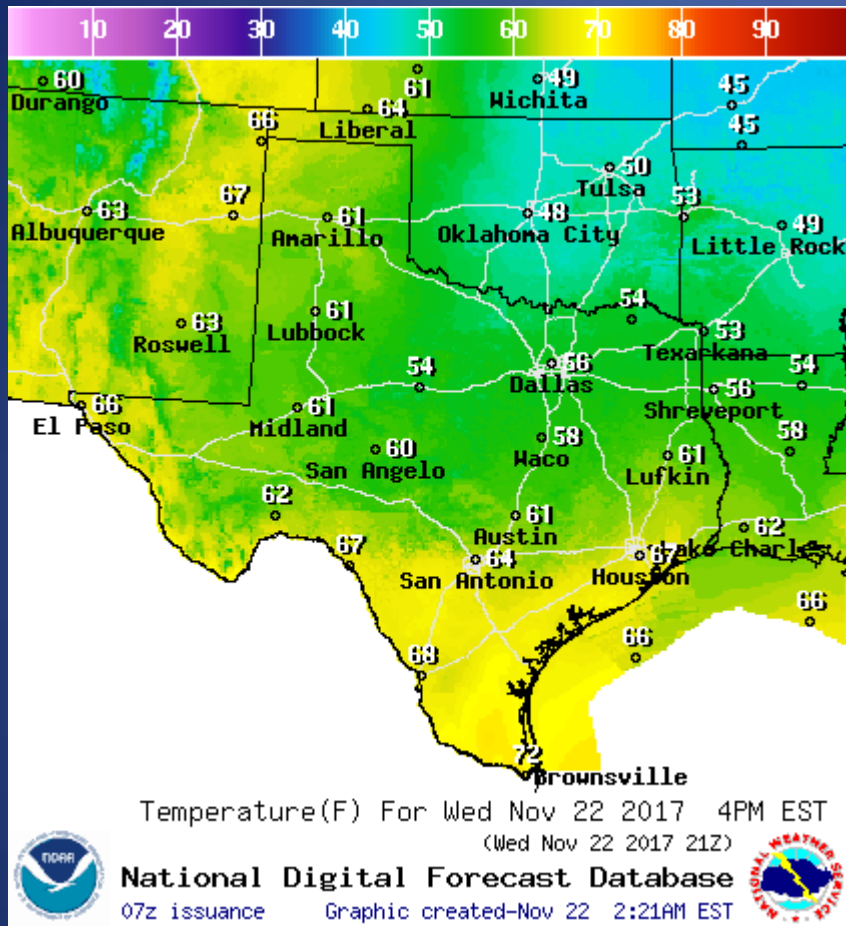 10 20 30 40 50 60 70 80 90
60
Durango
61
49
Wichita
45
64
Liberal
66
45
50
Tulsa
63
Albuquerque
67
61
Amarillo
48
Oklahoma City
53
49
Little Rock
63
Roswell
61
Lubbock
54
53
Texarkana
54
56
Dallas
56
Shreveport
54
66
El Paso
61
Midland
60
San Angelo
58
Waco
61
Lufkin
58
62
61
Austin
62
Lake Charles
67
64
San Antonio
67
Houston
68
66
66
72
Brownsville
Temperature(F) For Wed Nov 22 2017 4PM EST
(Wed Nov 22 2017 21Z)
National Digital Forecast Database
07z issuance Graphic created-Nov 22 2:21AM EST
noaa
NATIONAL WEATHER SERVICE